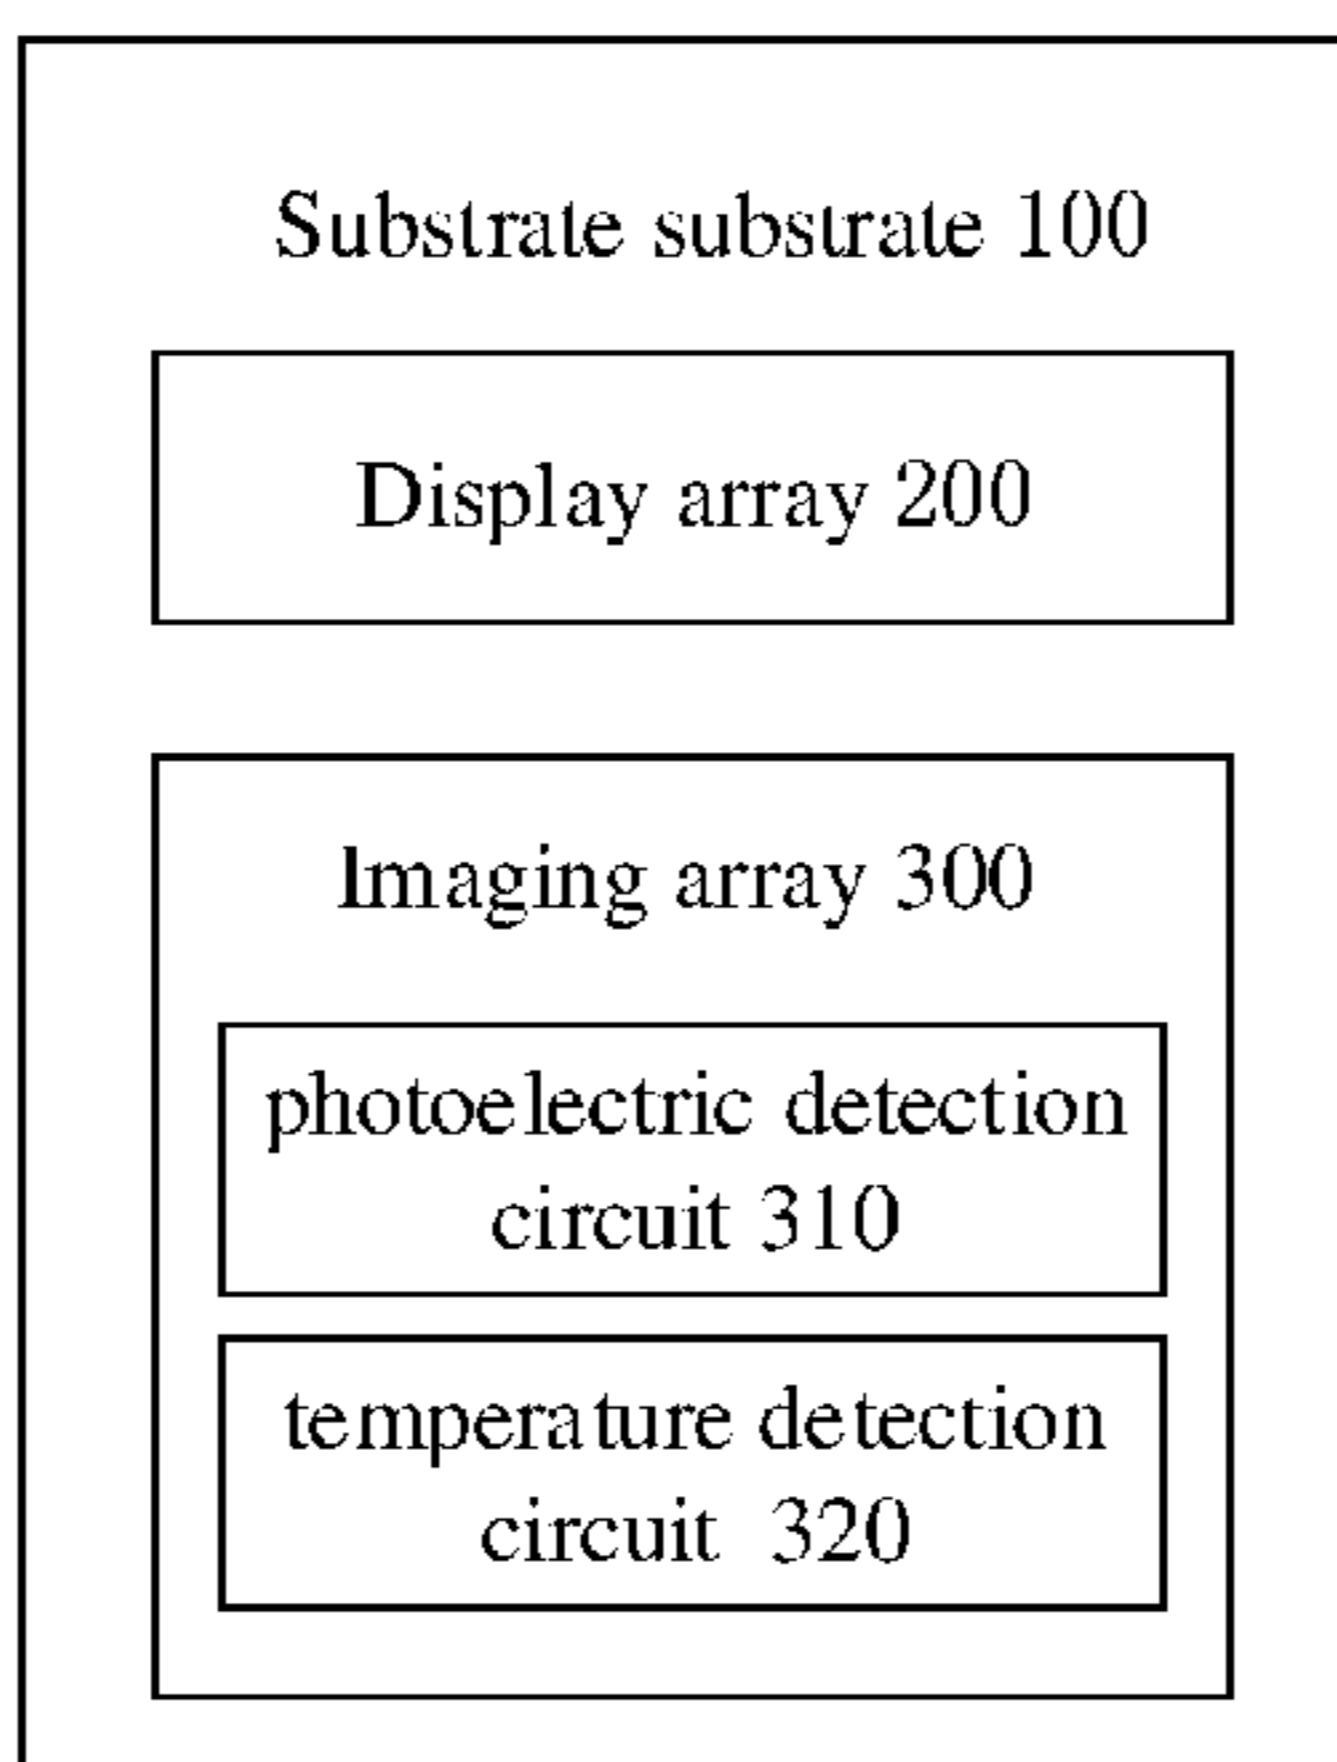 Substrate substrate 100
Display array 200
Imaging array 300
photoelectric detection
circuit 310
temperature detection
circuit 320